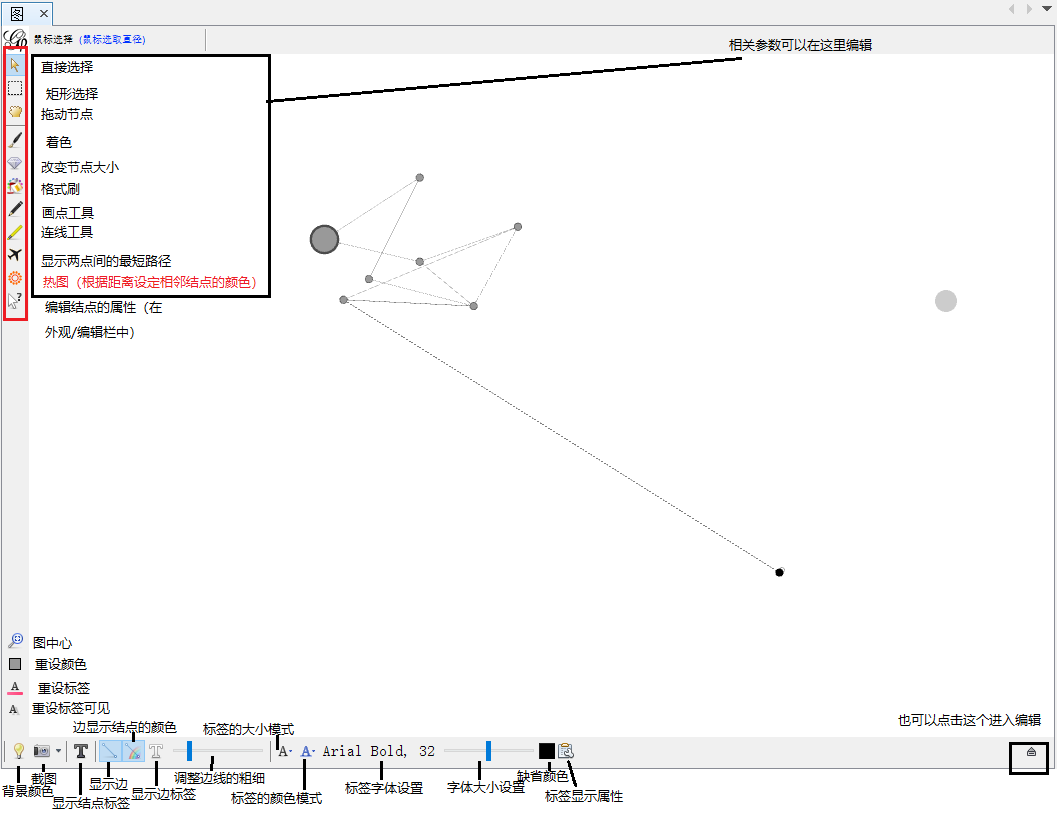 图
鼠标选择 (鼠标选取直径)
相关参数可以在这里编辑
直接选择
矩形选择
拖动节点
着色
改变节点大小
格式刷
画点工具
连线工具
显示两点间的最短路径
热图（根据距离设定相邻结点的颜色）
编辑结点的属性（在
外观/编辑栏中）
图中心
重设颜色
重设标签
重设标签可见
也可以点击这个进入编辑
边显示结点的颜色
标签的大小模式
Arial Bold, 32
背景颜色
截图
显示结点标签
显示边
显示边标签
调整边线的粗细
标签的颜色模式
标签字体设置
字体大小设置
缺省颜色
标签显示属性